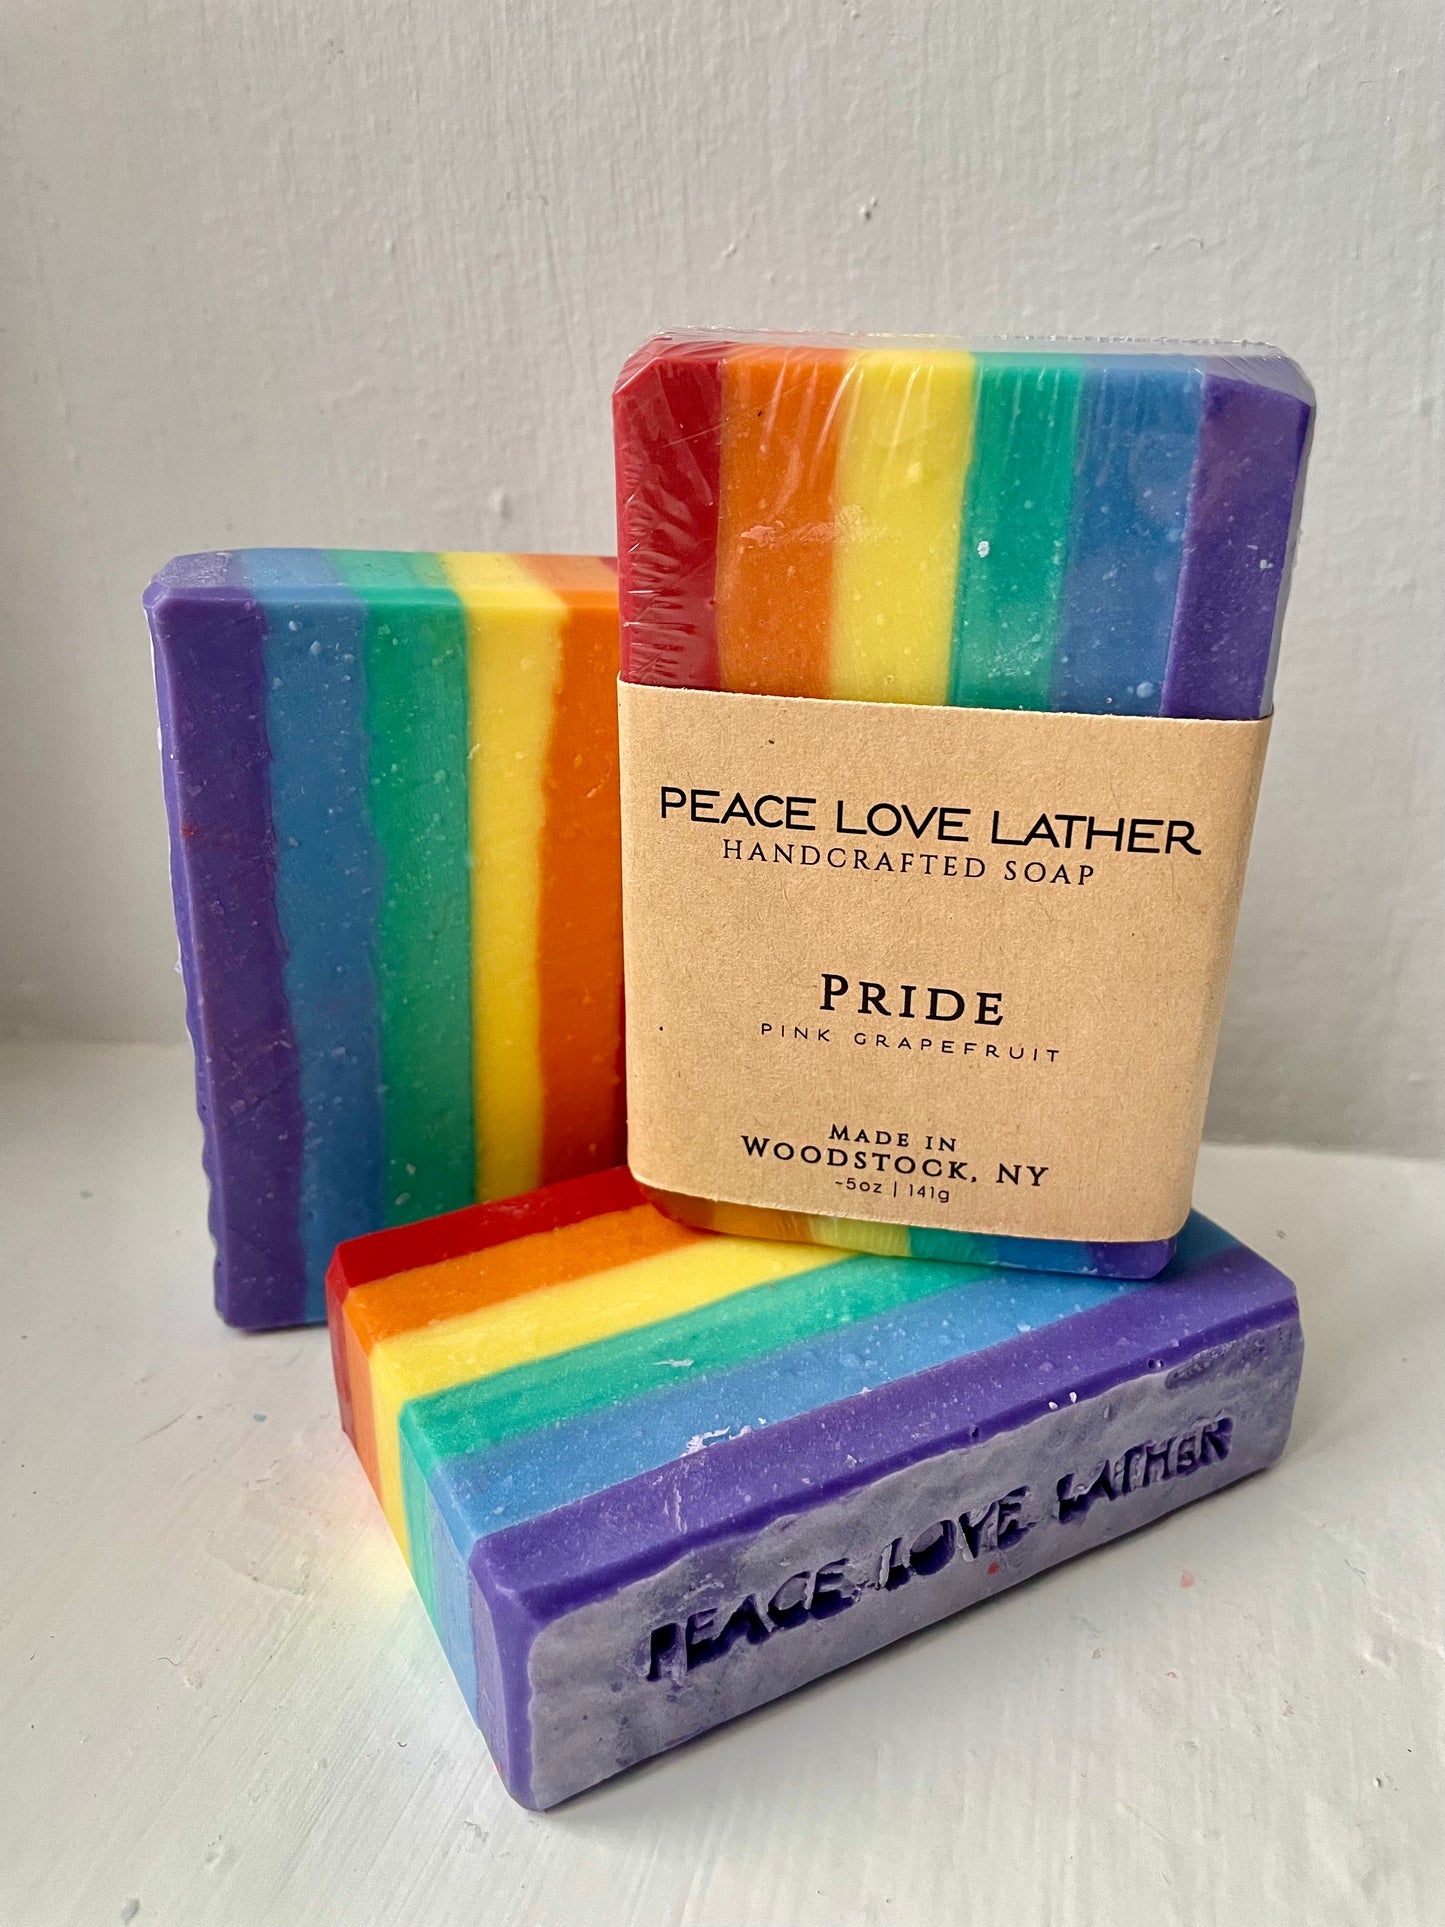 PEACE LOVE LATHER
HANDCRAFTED SOAP
PRIDE
PINK GRAPEFRUIT
MADE IN
WOODSTOCK, NY
~5oz | 141g
PEACE LOVE LATHER